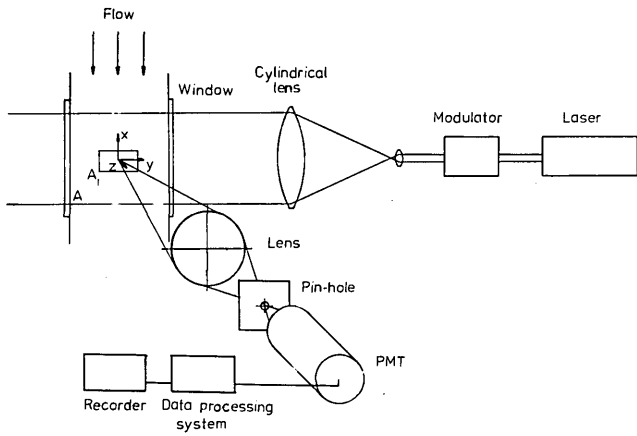 Flow
Window
Cylindrical
lens
Modulator
Laser
x
y
z
A₁
A
Lens
Pin-hole
PMT
Recorder
Data processing
system